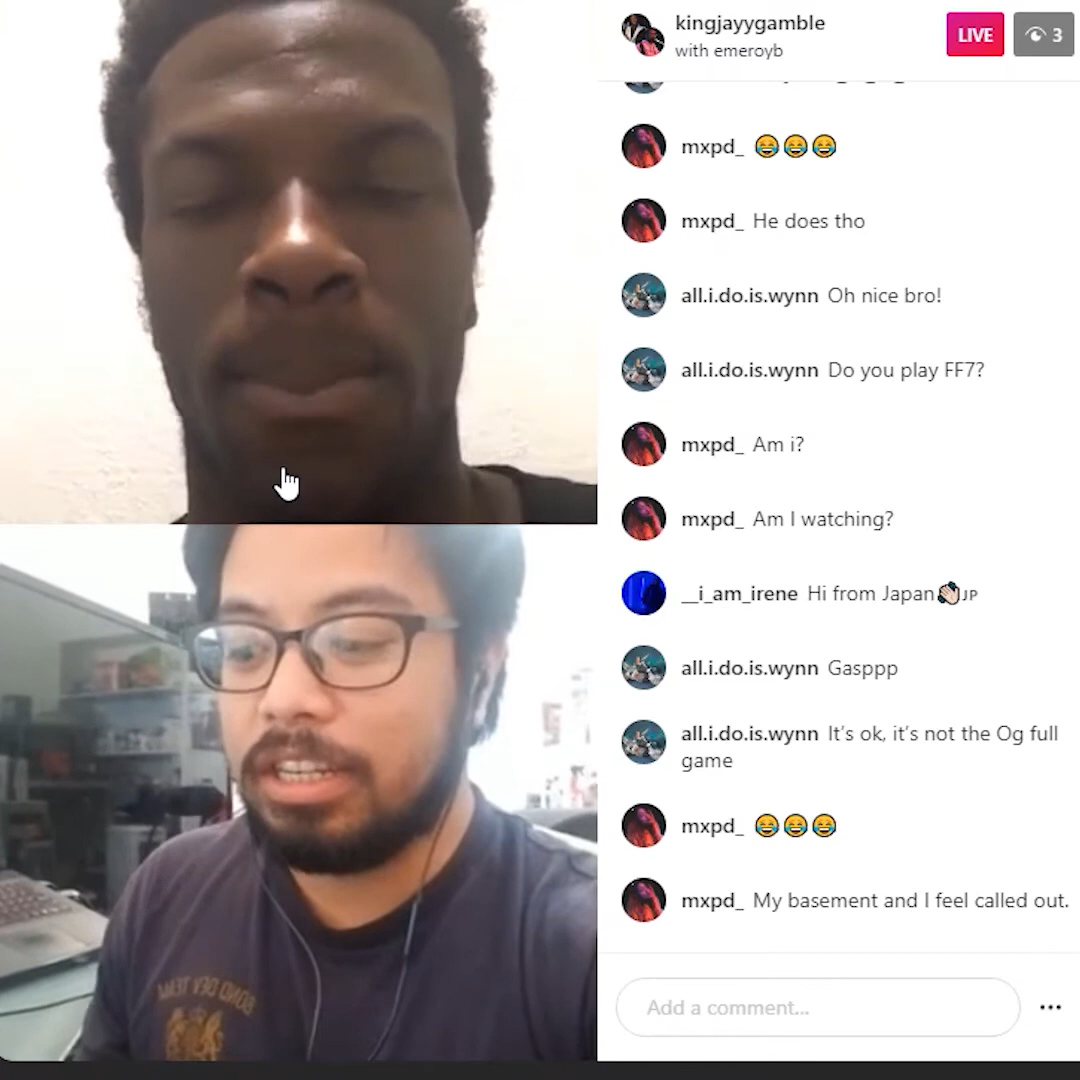 kingjayygamble
with emeroyb
LIVE
3
mxpd_ 😂😂😂
mxpd_ He does tho
all.i.do.is.wynn Oh nice bro!
all.i.do.is.wynn Do you play FF7?
mxpd_ Am i?
mxpd_ Am I watching?
__i_am_irene Hi from Japan👋🏻JP
all.i.do.is.wynn Gasppp
all.i.do.is.wynn It's ok, it's not the Og full
game
mxpd_ 😂😂😂
mxpd_ My basement and I feel called out.
Add a comment...
BOND DEV TEAM